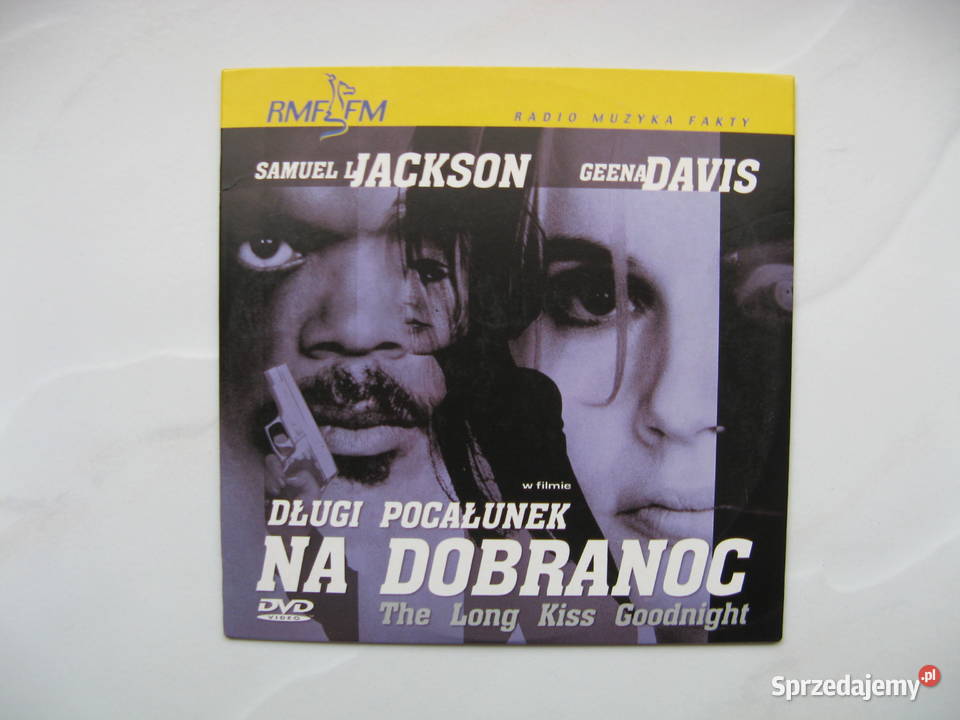 RMF FM
RADIO MUZYKA FAKTY
SAMUEL L JACKSON
GEENA DAVIS
w filmie
DŁUGI POCAŁUNEK
NA DOBRANOC
The Long Kiss Goodnight
DVD
VIDEO
Sprzedajemy.pl